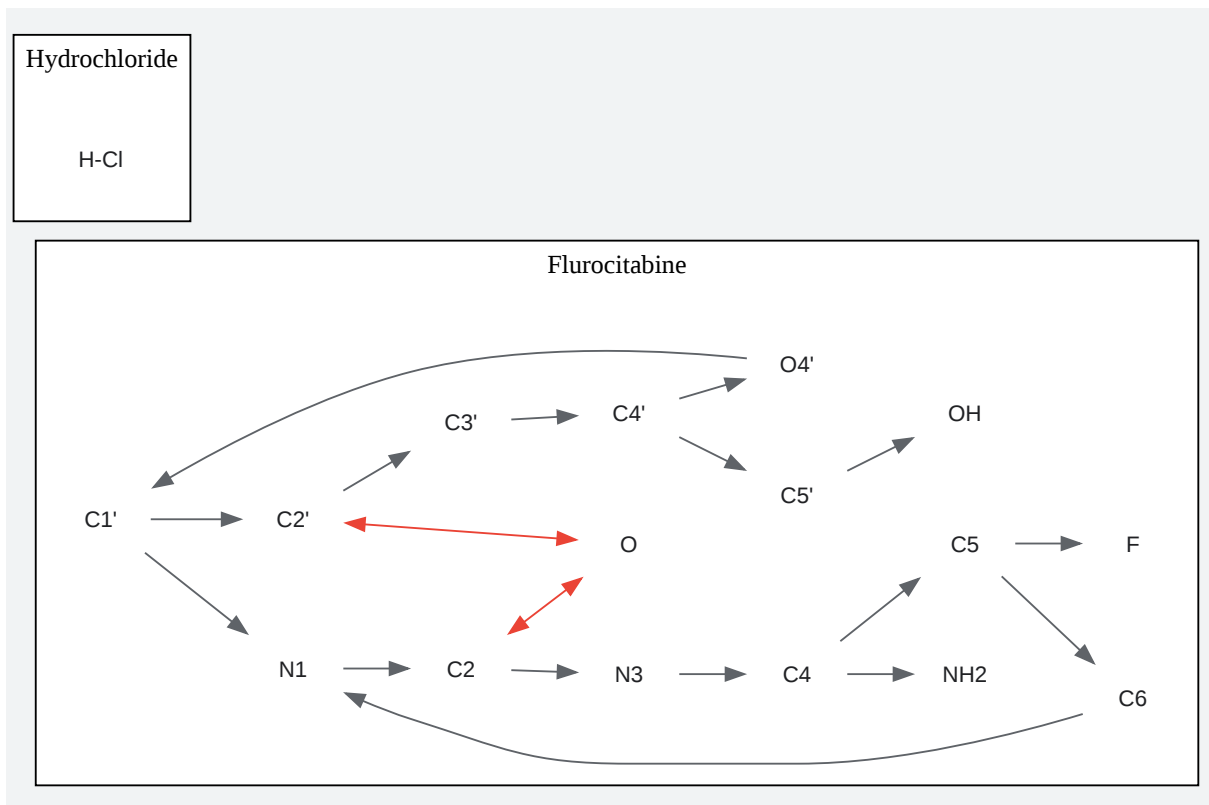 Hydrochloride
H-Cl
Flurocitabine
O4'
C3'
C4'
OH
C5'
C1'
C2'
O
C5
F
N1
C2
N3
C4
NH2
C6